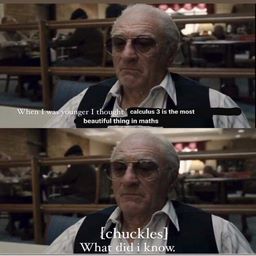 When I was younger I thought calculus 3 is the most
beautiful thing in maths
[chuckles]
What did i know.